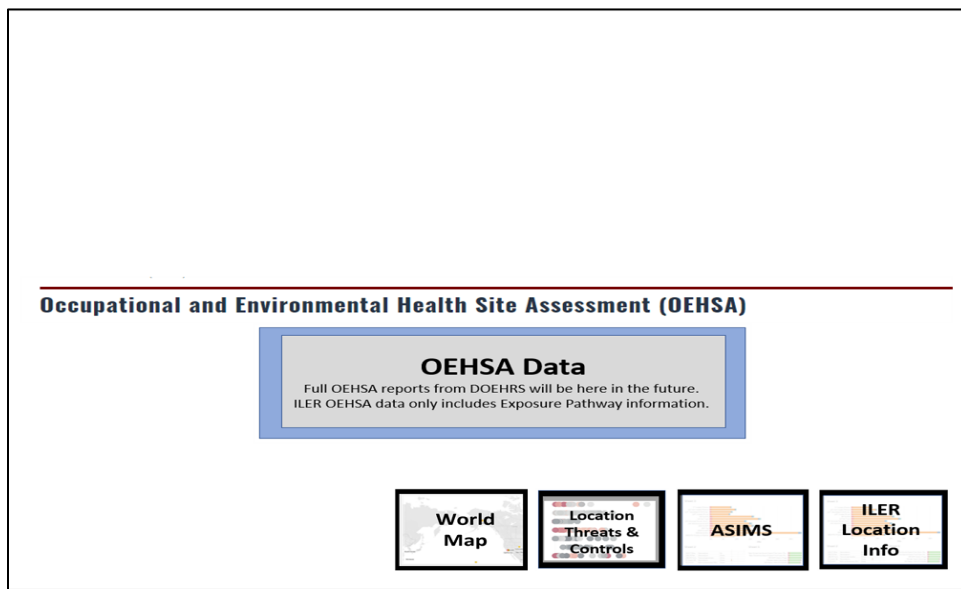 Occupational and Environmental Health Site Assessment (OEHSA)
OEHSA Data
Full OEHSA reports from DOEHRS will be here in the future.
ILER OEHSA data only includes Exposure Pathway information.
World
Map
Location
Threats &
Controls
ASIMS
ILER
Location
Info